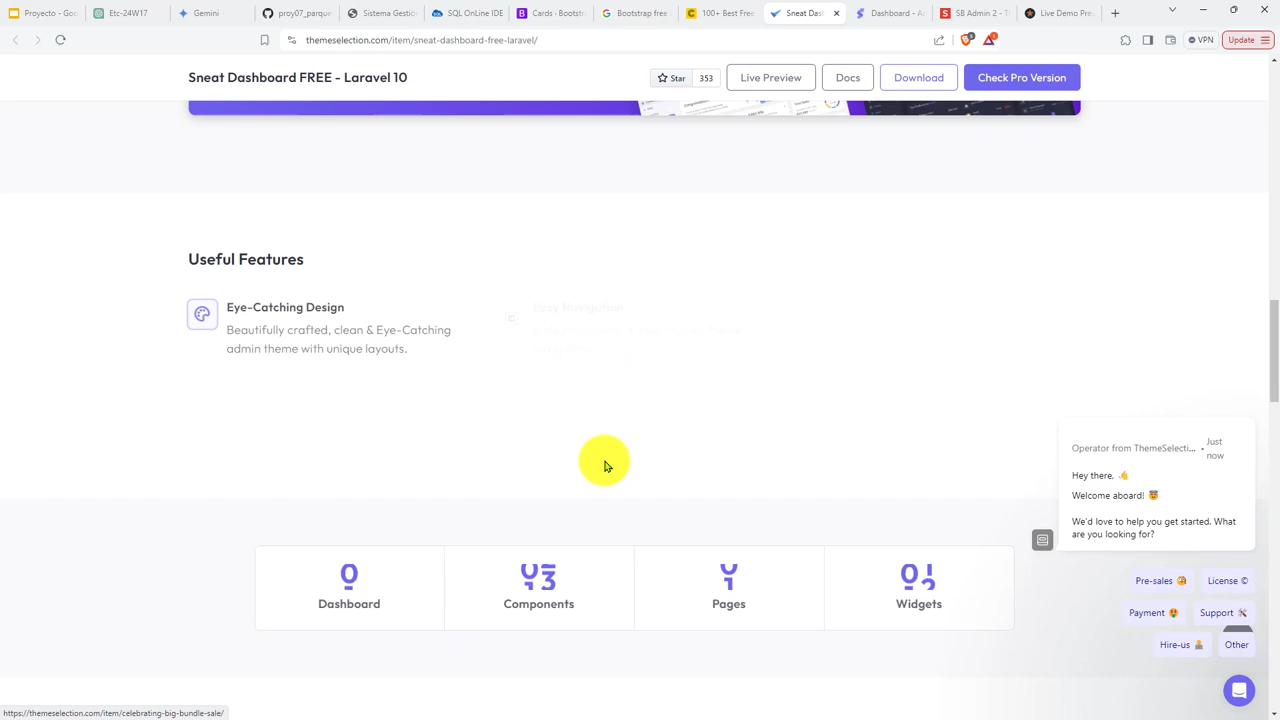 Proyecto - Goo
Etc-24W17
Gemini
proy07_parque
Sistema Gestio
SQL OnLine IDE
Cards · Bootst
Bootstrap free
100+ Best Free
Sneat Das
Dashboard - A
SB Admin 2 - T
Live Demo Pre
themeselection.com/item/sneat-dashboard-free-laravel/
VPN
Update
Sneat Dashboard FREE - Laravel 10
Star 353
Live Preview
Docs
Download
Check Pro Version
Useful Features
Eye-Catching Design
Easy Navigation
Beautifully crafted, clean & Eye-Catching
admin theme with unique layouts.
Operator from ThemeSelecti... • Just now
Hey there, 👋
Welcome aboard! 😇
We'd love to help you get started. What
are you looking for?
Dashboard
Components
Pages
Widgets
Pre-sales 🤔
License ©
Payment 🤑
Support 🛠
Hire-us
Other
https://themeselection.com/item/celebrating-big-bundle-sale/